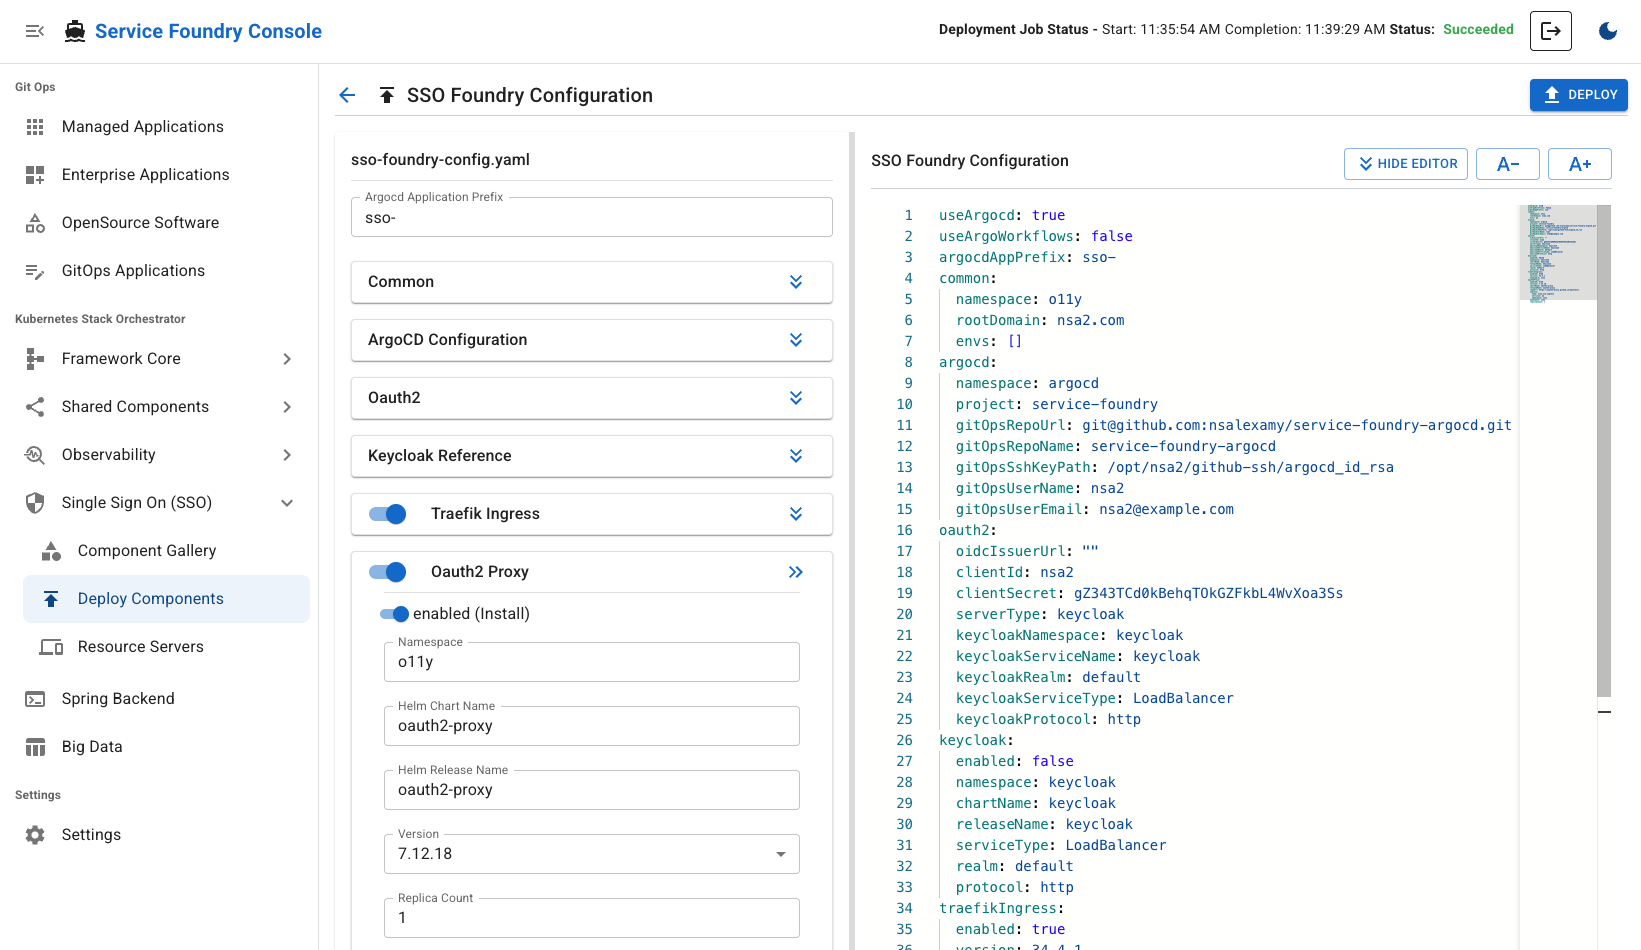 Service Foundry Console
Deployment Job Status - Start: 11:35:54 AM Completion: 11:39:29 AM Status: Succeeded
Git Ops
Managed Applications
Enterprise Applications
OpenSource Software
GitOps Applications
Kubernetes Stack Orchestrator
Framework Core
Shared Components
Observability
Single Sign On (SSO)
Component Gallery
Deploy Components
Resource Servers
Spring Backend
Big Data
Settings
Settings
SSO Foundry Configuration
DEPLOY
sso-foundry-config.yaml
Argocd Application Prefix
sso-
Common
ArgoCD Configuration
Oauth2
Keycloak Reference
Traefik Ingress
Oauth2 Proxy
enabled (Install)
Namespace
o11y
Helm Chart Name
oauth2-proxy
Helm Release Name
oauth2-proxy
Version
7.12.18
Replica Count
1
SSO Foundry Configuration
HIDE EDITOR
A-
A+
1 useArgocd: true
2 useArgoWorkflows: false
3 argocdAppPrefix: sso-
4 common:
5 namespace: o11y
6 rootDomain: nsa2.com
7 envs: []
8 argocd:
9 namespace: argocd
10 project: service-foundry
11 gitOpsRepoUrl: git@github.com:nsalexamy/service-foundry-argocd.git
12 gitOpsRepoName: service-foundry-argocd
13 gitOpsSshKeyPath: /opt/nsa2/github-ssh/argocd_id_rsa
14 gitOpsUserName: nsa2
15 gitOpsUserEmail: nsa2@example.com
16 oauth2:
17 oidcIssuerUrl: ""
18 clientId: nsa2
19 clientSecret: gZ343TCd0kBehqTOkGZFkbL4WvXoa3Ss
20 serverType: keycloak
21 keycloakNamespace: keycloak
22 keycloakServiceName: keycloak
23 keycloakRealm: default
24 keycloakServiceType: LoadBalancer
25 keycloakProtocol: http
26 keycloak:
27 enabled: false
28 namespace: keycloak
29 chartName: keycloak
30 releaseName: keycloak
31 serviceType: LoadBalancer
32 realm: default
33 protocol: http
34 traefikIngress:
35 enabled: true
36 version: 34.4.1